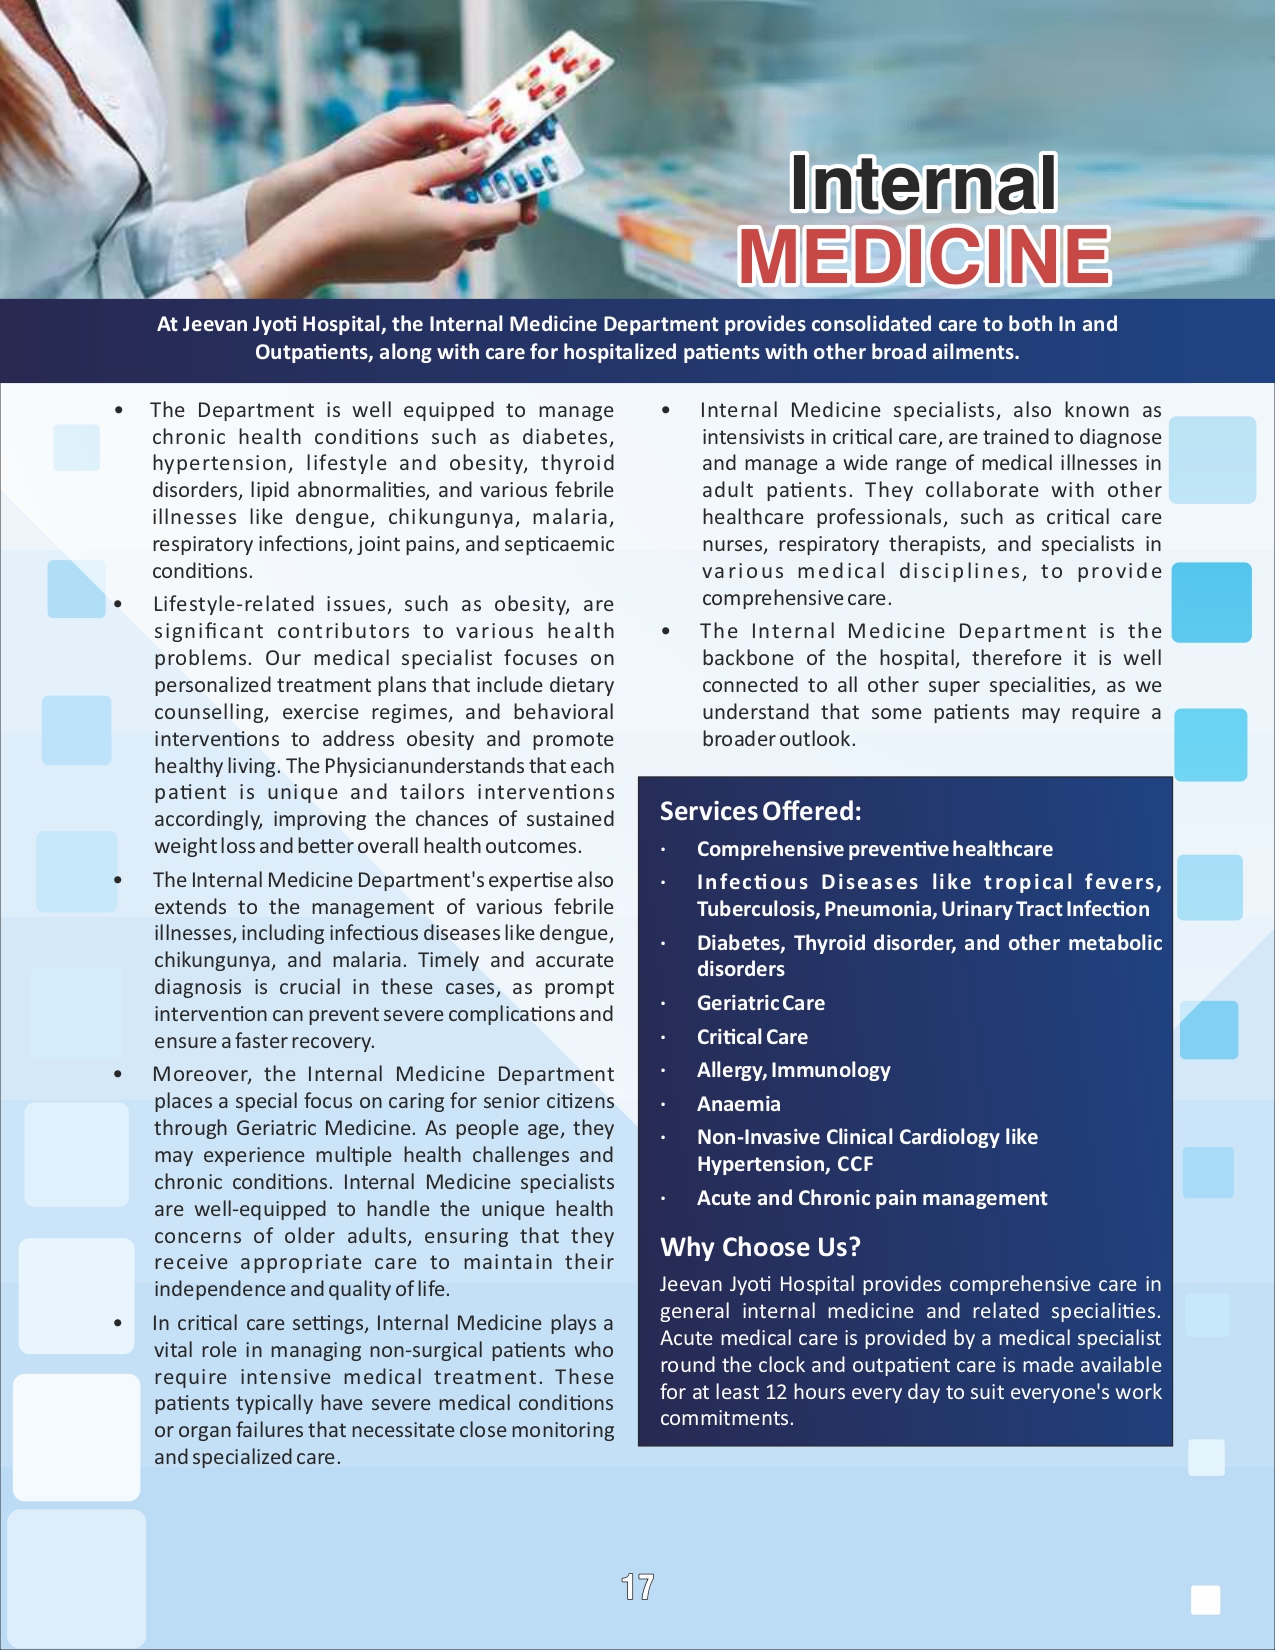 Internal
MEDICINE
At Jeevan Jyoti Hospital, the Internal Medicine Department provides consolidated care to both In and
Outpatients, along with care for hospitalized patients with other broad ailments.
• The Department is well equipped to manage
chronic health conditions such as diabetes,
hypertension, lifestyle and obesity, thyroid
disorders, lipid abnormalities, and various febrile
illnesses like dengue, chikungunya, malaria,
respiratory infections, joint pains, and septicaemic
conditions.
• Lifestyle-related issues, such as obesity, are
significant contributors to various health
problems. Our medical specialist focuses on
personalized treatment plans that include dietary
counselling, exercise regimes, and behavioral
interventions to address obesity and promote
healthy living. The Physicianunderstands that each
patient is unique and tailors interventions
accordingly, improving the chances of sustained
weight loss and better overall health outcomes.
• The Internal Medicine Department's expertise also
extends to the management of various febrile
illnesses, including infectious diseases like dengue,
chikungunya, and malaria. Timely and accurate
diagnosis is crucial in these cases, as prompt
intervention can prevent severe complications and
ensure a faster recovery.
• Moreover, the Internal Medicine Department
places a special focus on caring for senior citizens
through Geriatric Medicine. As people age, they
may experience multiple health challenges and
chronic conditions. Internal Medicine specialists
are well-equipped to handle the unique health
concerns of older adults, ensuring that they
receive appropriate care to maintain their
independence and quality of life.
• In critical care settings, Internal Medicine plays a
vital role in managing non-surgical patients who
require intensive medical treatment. These
patients typically have severe medical conditions
or organ failures that necessitate close monitoring
and specialized care.
• Internal Medicine specialists, also known as
intensivists in critical care, are trained to diagnose
and manage a wide range of medical illnesses in
adult patients. They collaborate with other
healthcare professionals, such as critical care
nurses, respiratory therapists, and specialists in
various medical disciplines, to provide
comprehensive care.
• The Internal Medicine Department is the
backbone of the hospital, therefore it is well
connected to all other super specialities, as we
understand that some patients may require a
broader outlook.
Services Offered:
· Comprehensive preventive healthcare
· Infectious Diseases like tropical fevers,
Tuberculosis, Pneumonia, Urinary Tract Infection
· Diabetes, Thyroid disorder, and other metabolic
disorders
· Geriatric Care
· Critical Care
· Allergy, Immunology
· Anaemia
· Non-Invasive Clinical Cardiology like
Hypertension, CCF
· Acute and Chronic pain management
Why Choose Us?
Jeevan Jyoti Hospital provides comprehensive care in
general internal medicine and related specialities.
Acute medical care is provided by a medical specialist
round the clock and outpatient care is made available
for at least 12 hours every day to suit everyone's work
commitments.
17